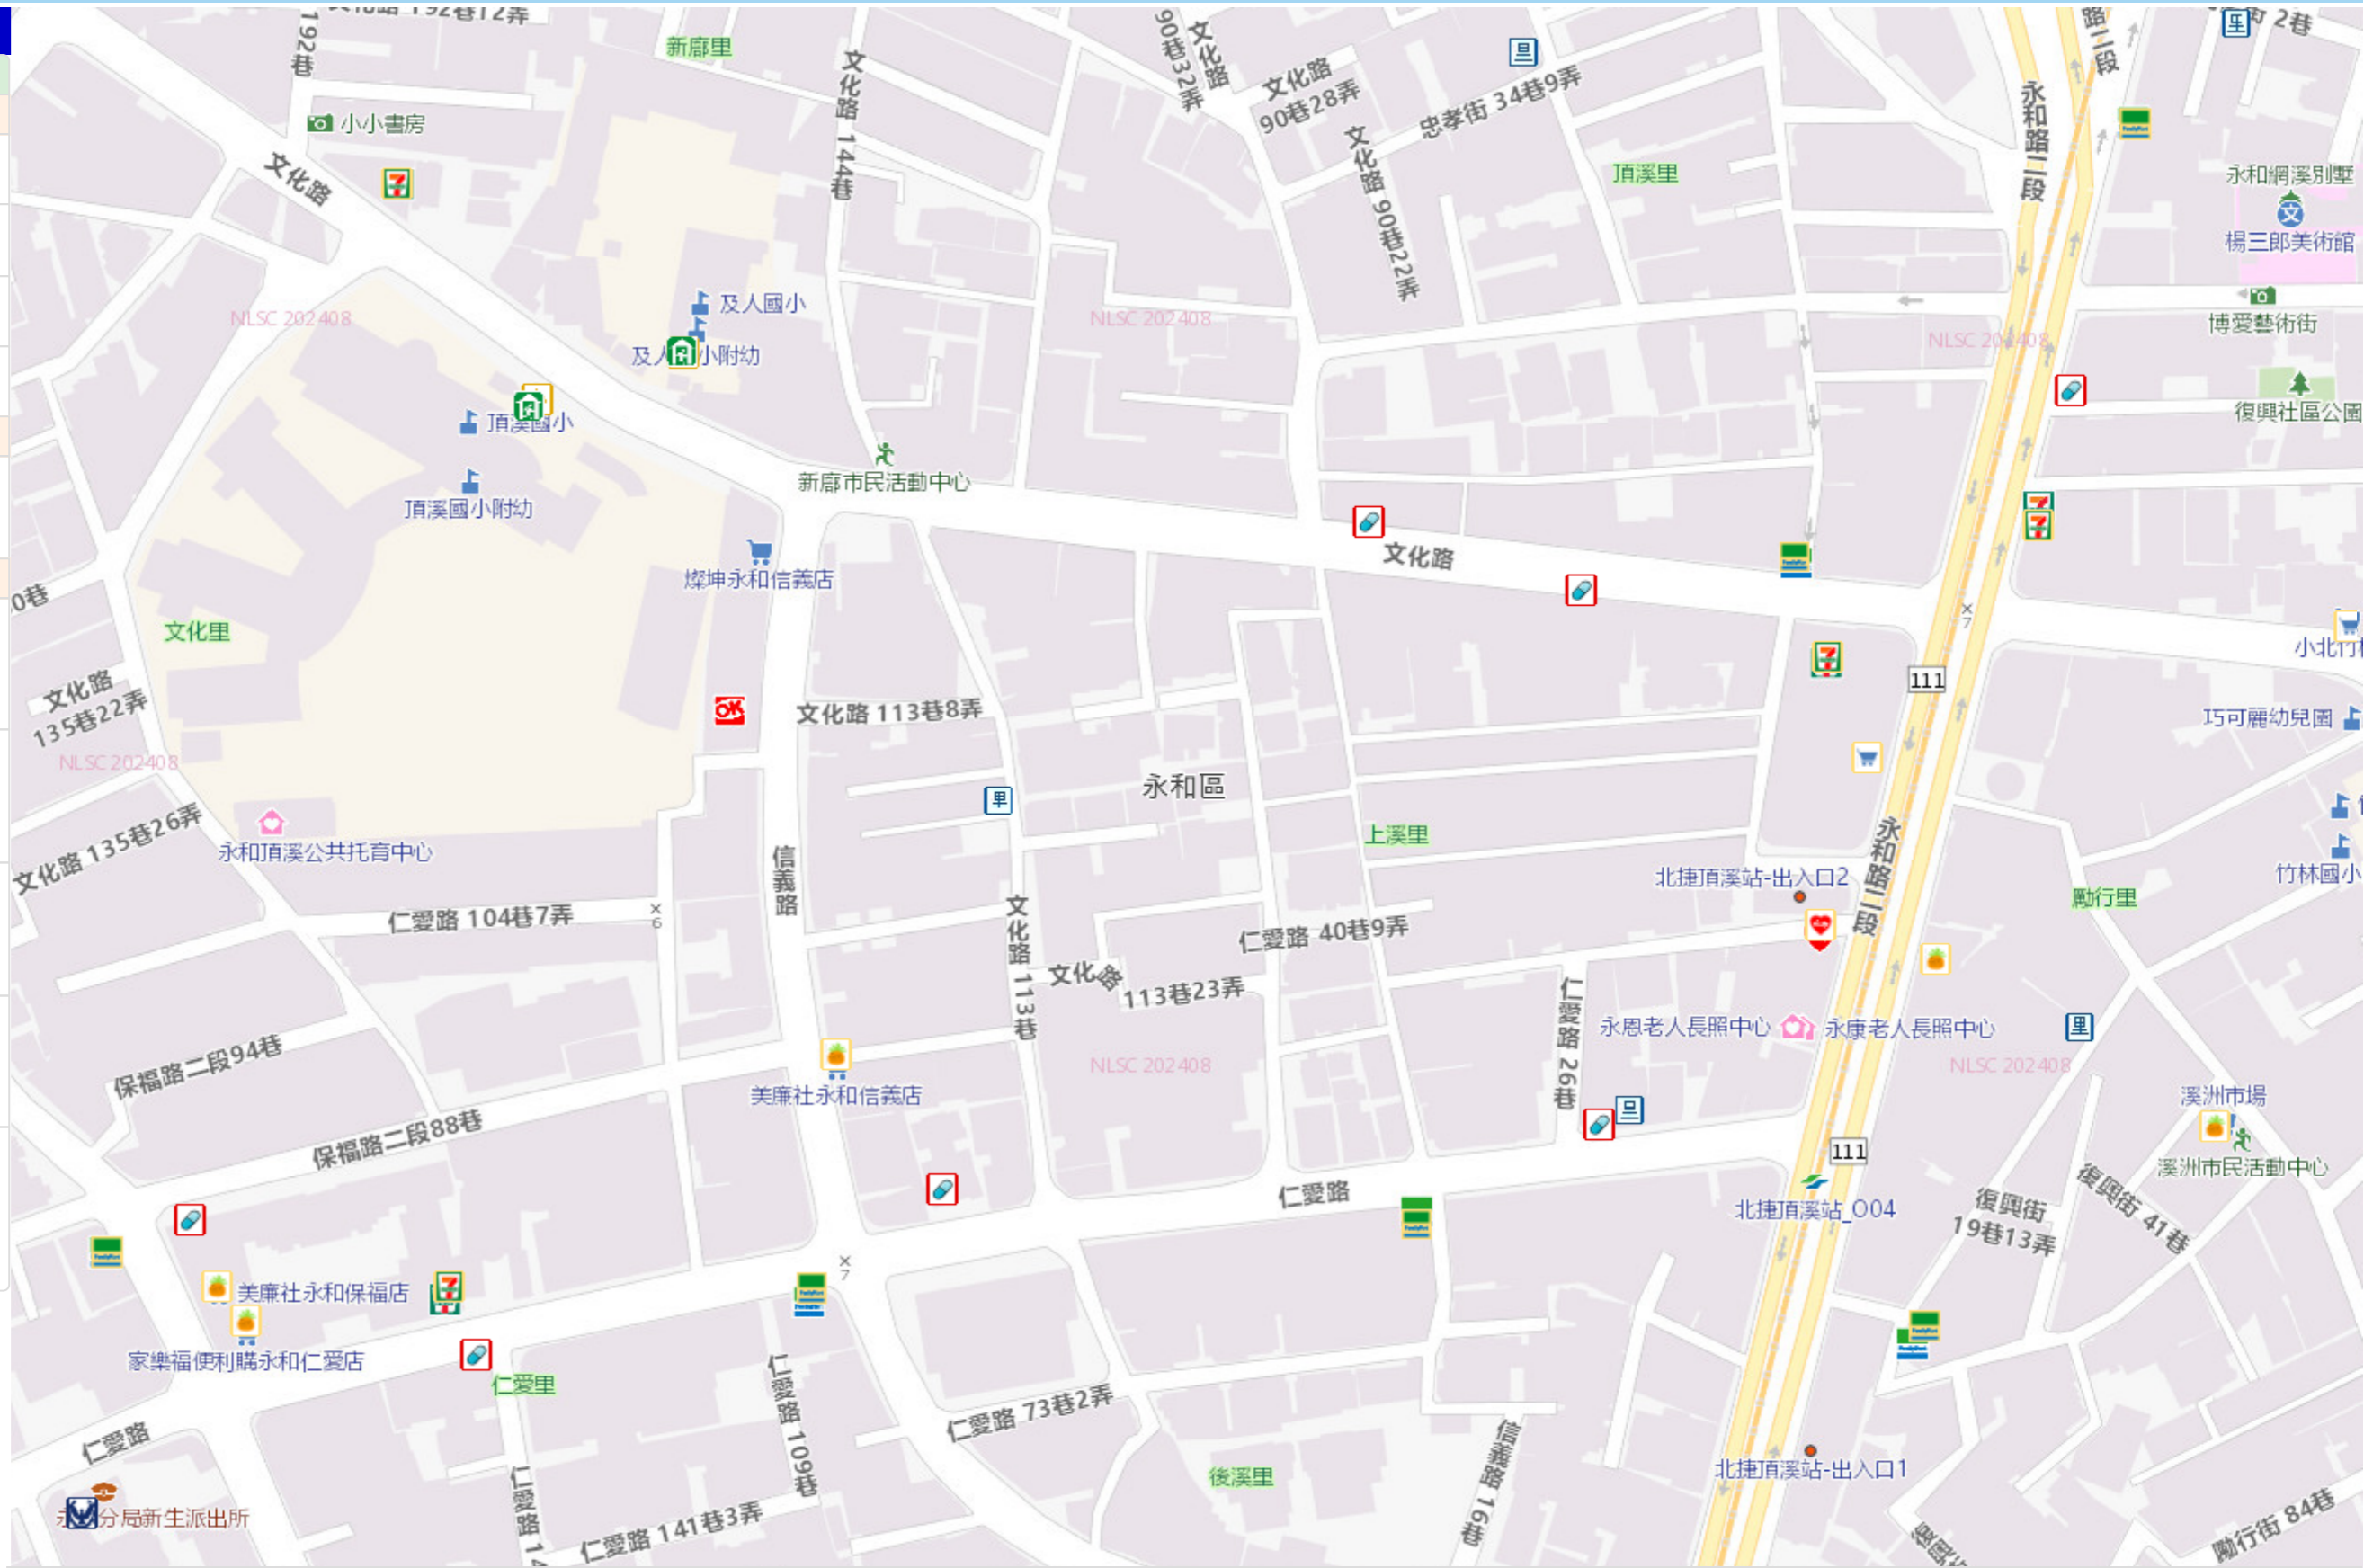 192巷
新廍里
小小書房
文化路
文化路 144巷
90巷32弄
文化路
文化路
90巷28弄
忠孝街 34巷9弄
文化路 90巷22弄
頂溪里
永和路二段
路二段
街 2巷
永和網溪別墅
楊三郎美術館
博愛藝術街
復興社區公園
NLSC 202408
NLSC 202408
NLSC 202408
及人國小
頂溪國小
頂溪國小附幼
新廍市民活動中心
燦坤永和信義店
文化路
FamilyMart
111
文化里
0巷
文化路
135巷22弄
NLSC 202408
OK
文化路 113巷8弄
里
永和區
上溪里
巧可麗幼兒園
永和頂溪公共托育中心
文化路 135巷26弄
信義路
永和路二段
北捷頂溪站-出入口2
勵行里
竹林國小
仁愛路 104巷7弄
×
6
文化路 113巷
仁愛路 40巷9弄
文化路
113巷23弄
仁愛路 26巷
永恩老人長照中心
永康老人長照中心
里
保福路二段94巷
NLSC 202408
NLSC 202408
美廉社永和信義店
保福路二段88巷
溪洲市場
溪洲市民活動中心
111
仁愛路
北捷頂溪站_O04
復興街
19巷13弄
復興街 41巷
×
7
×
7
美廉社永和保福店
家樂福便利購永和仁愛店
仁愛里
仁愛路 109巷
仁愛路 73巷2弄
後溪里
信義路 16巷
北捷頂溪站-出入口1
仁愛路
分局新生派出所
仁愛路 14
仁愛路 141巷3弄
勵行街 84巷